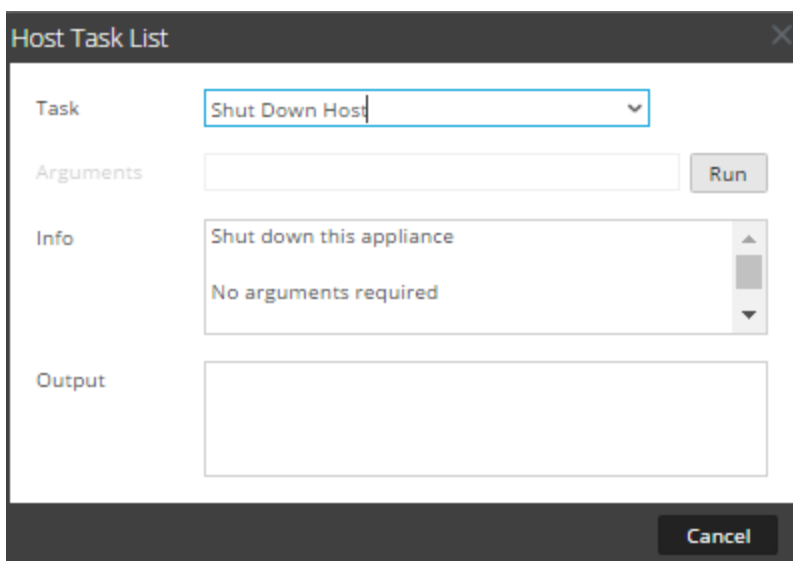 Host Task List
Task
Shut Down Host
Arguments
Run
Info
Shut down this appliance
No arguments required
Output
Cancel